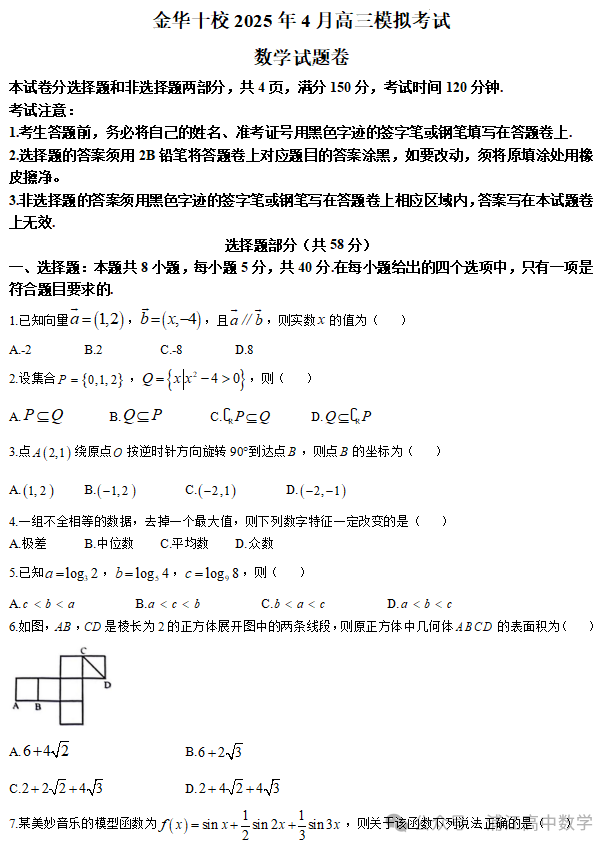 金华十校 2025 年 4 月高三模拟考试
数学试题卷
本试卷分选择题和非选择题两部分，共 4 页，满分 150 分，考试时间 120 分钟.
考试注意：
1.考生答题前，务必将自己的姓名、准考证号用黑色字迹的签字笔或钢笔填写在答题卷上.
2.选择题的答案须用 2B 铅笔将答题卷上对应题目的答案涂黑，如要改动，须将原填涂处用橡
皮擦净。
3.非选择题的答案须用黑色字迹的签字笔或钢笔写在答题卷上相应区域内，答案写在本试题卷
上无效.
选择题部分（共 58 分）
一、选择题：本题共 8 小题，每小题 5 分，共 40 分.在每小题给出的四个选项中，只有一项是
符合题目要求的.
1.已知向量 $\vec{a}=(1,2)$，$\vec{b}=(x,-4)$，且 $\vec{a}∥\vec{b}$，则实数 x 的值为（ ）
A.-2 B.2 C.-8 D.8
2.设集合 P={0,1,2}，Q={x|x²-4>0}，则（ ）
A.P⊆Q B.Q⊆P C.∁ᵣP⊆Q D.Q⊆∁ᵣP
3.点 A(2,1) 绕原点 O 按逆时针方向旋转 90°到达点 B，则点 B 的坐标为（ ）
A.(1,2) B.(-1,2) C.(-2,1) D.(-2,-1)
4.一组不全相等的数据，去掉一个最大值，则下列数字特征一定改变的是（ ）
A.极差 B.中位数 C.平均数 D.众数
5.已知 a=log₃2，b=log₅4，c=log₉8，则（ ）
A.c<b<a B.a<c<b C.b<a<c D.a<b<c
6.如图，AB，CD 是棱长为 2 的正方体展开图中的两条线段，则原正方体中几何体 ABCD 的表面积为（ ）
C
D
A B
A.6+4√2 B.6+2√3
C.2+2√2+4√3 D.2+4√2+4√3
7.某美妙音乐的模型函数为 f(x)=sin x+\frac{1}{2}sin 2x+\frac{1}{3}sin 3x，则关于该函数下列说法正确的是（ ）
高中数学